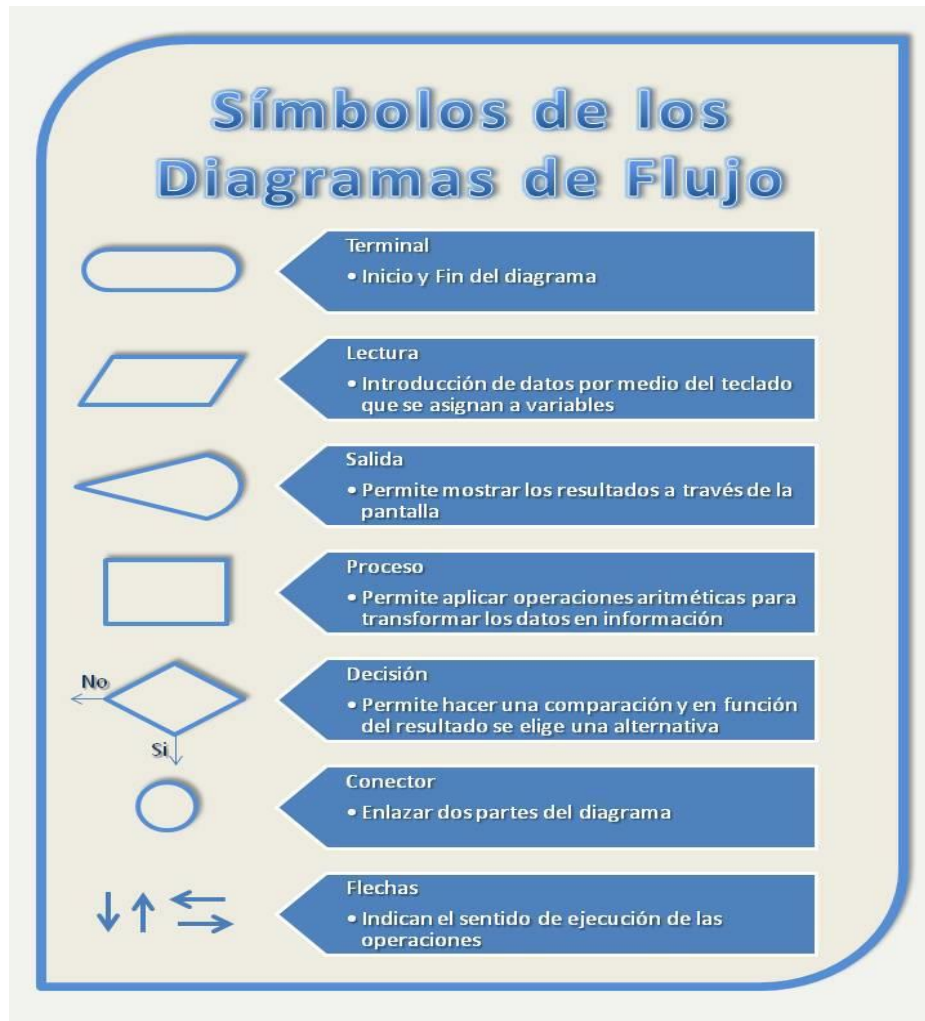 Símbolos de los
Diagramas de Flujo
Terminal
• Inicio y Fin del diagrama
Lectura
• Introducción de datos por medio del teclado
que se asignan a variables
Salida
• Permite mostrar los resultados a través de la
pantalla
Proceso
• Permite aplicar operaciones aritméticas para
transformar los datos en información
No
Si
Decisión
• Permite hacer una comparación y en función
del resultado se elige una alternativa
Conector
• Enlazar dos partes del diagrama
Flechas
• Indican el sentido de ejecución de las
operaciones